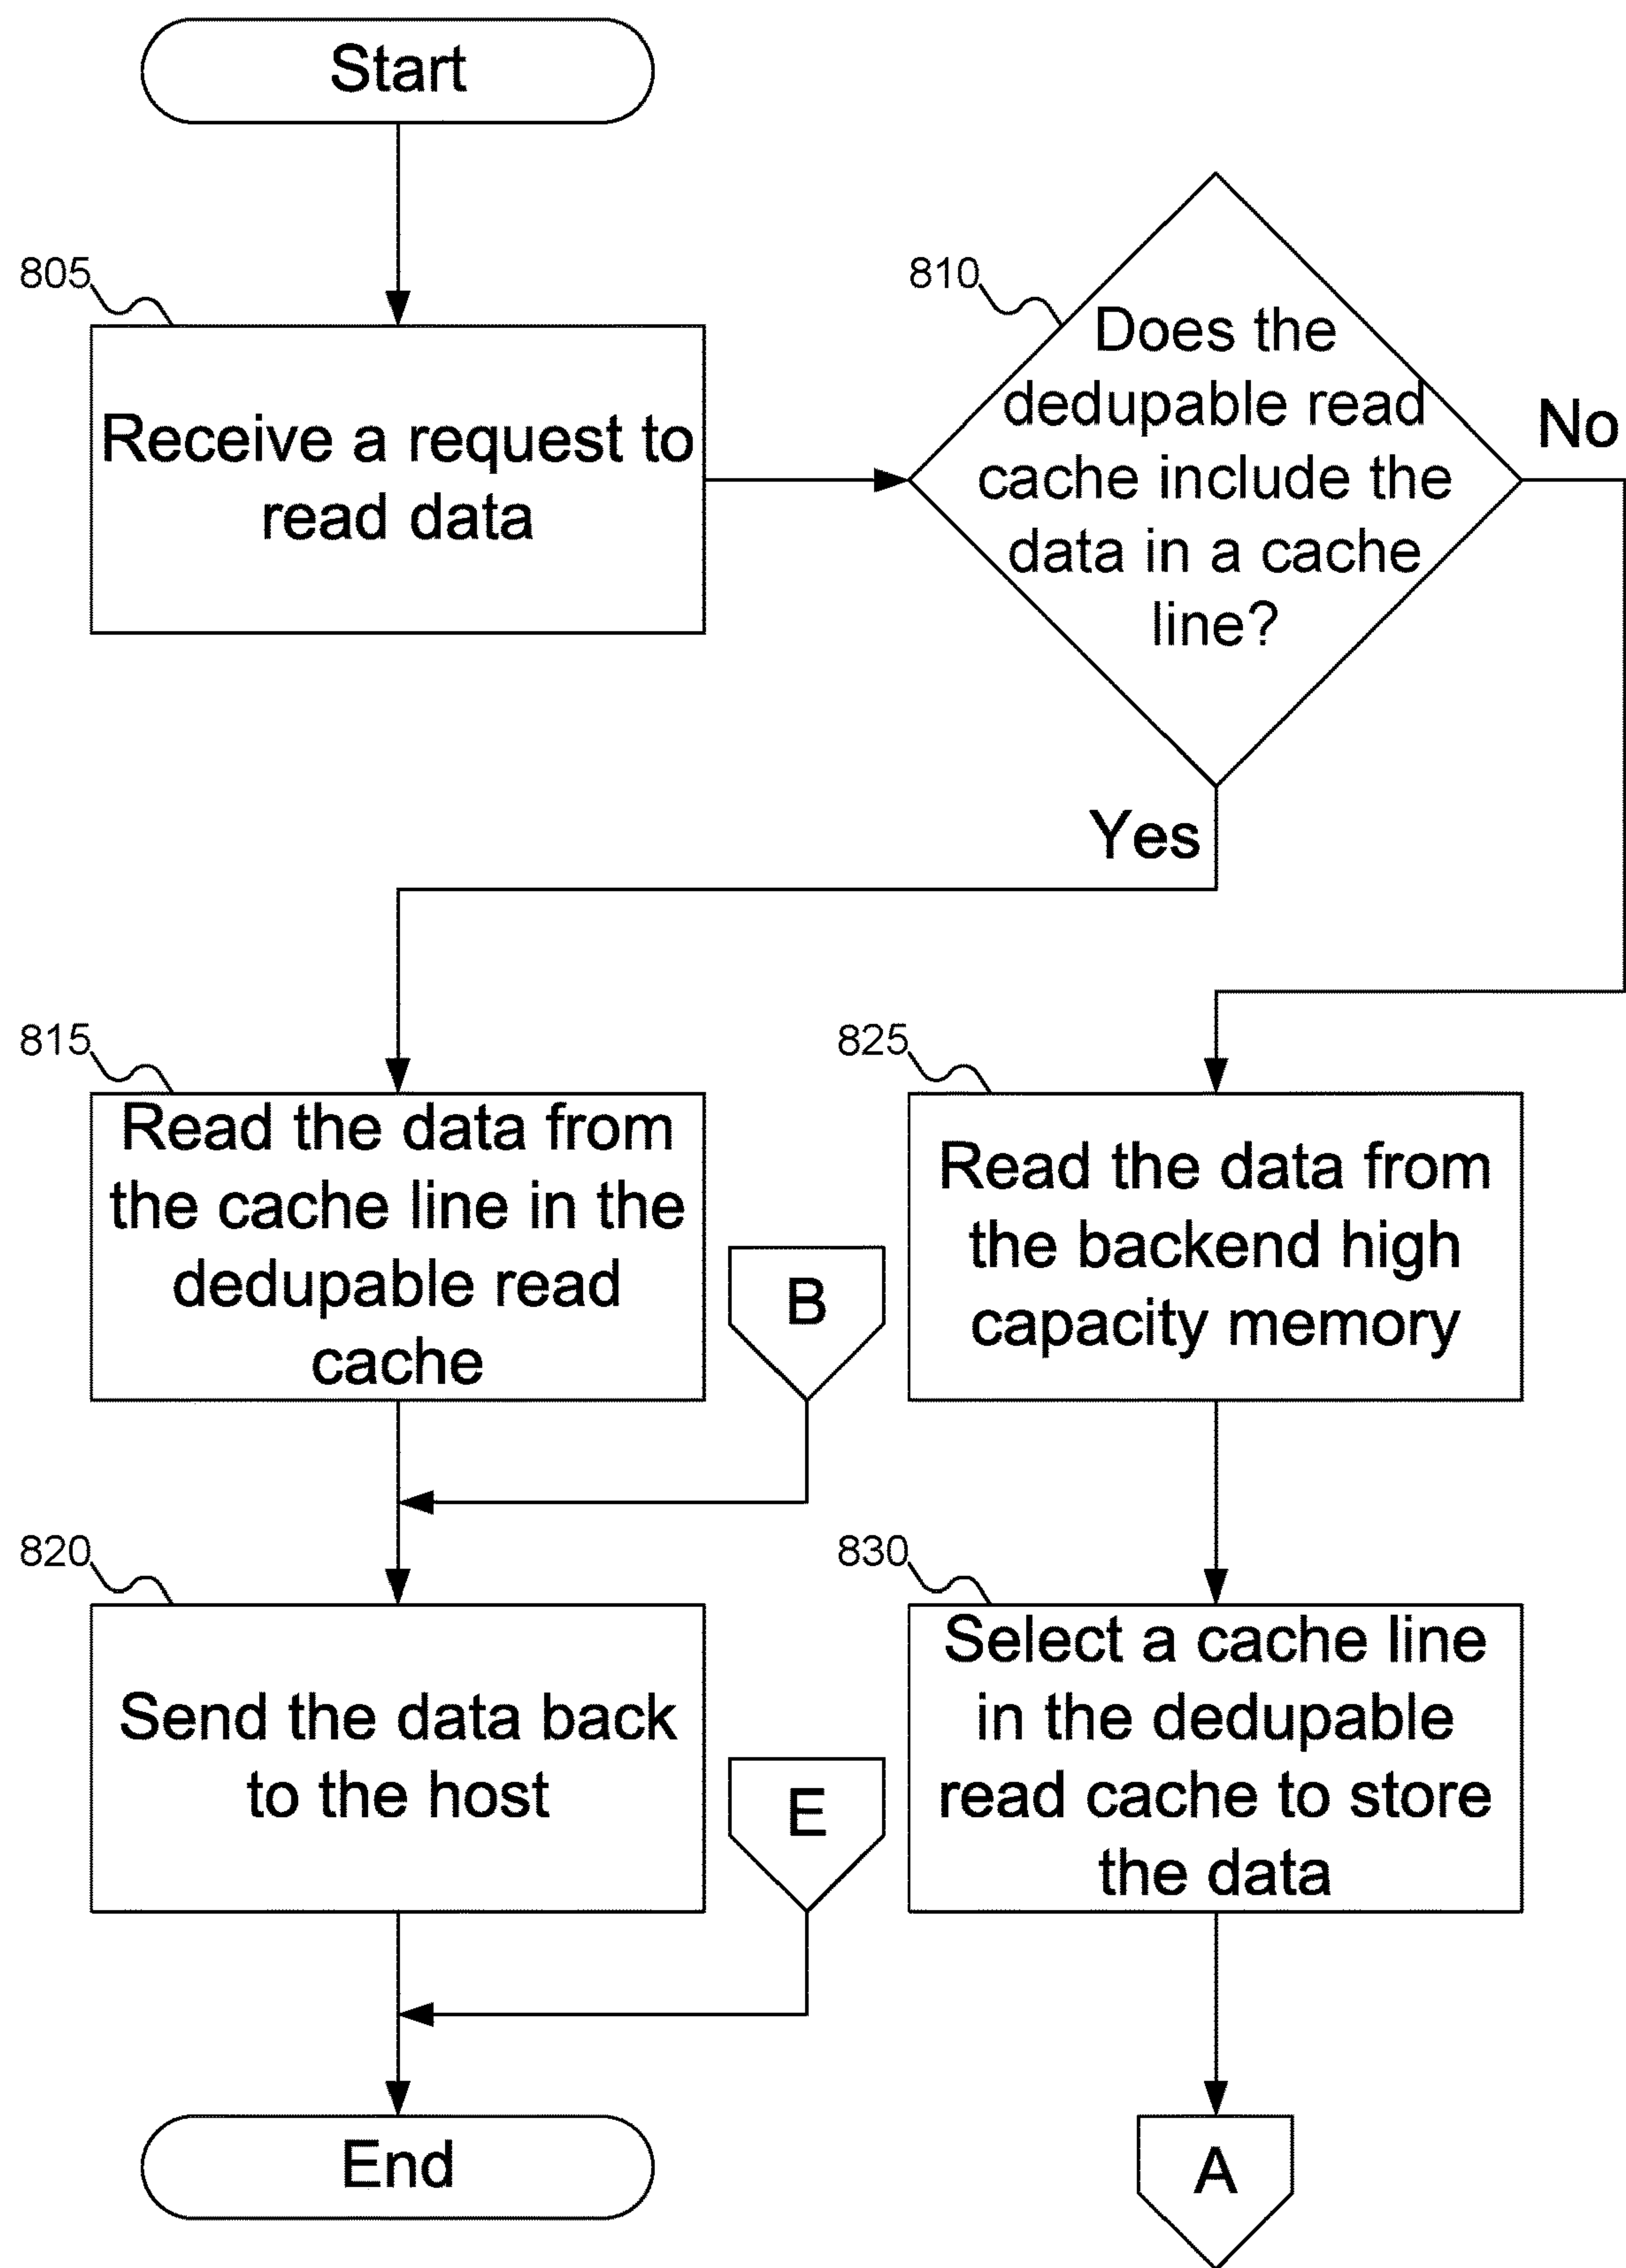 Start
805
Receive a request to
read data
810
Does the
dedupable read
cache include the
data in a cache
line?
No
Yes
815
Read the data from
the cache line in the
dedupable read
cache
825
Read the data from
the backend high
capacity memory
B
820
Send the data back
to the host
830
Select a cache line
in the dedupable
read cache to store
the data
E
End
A